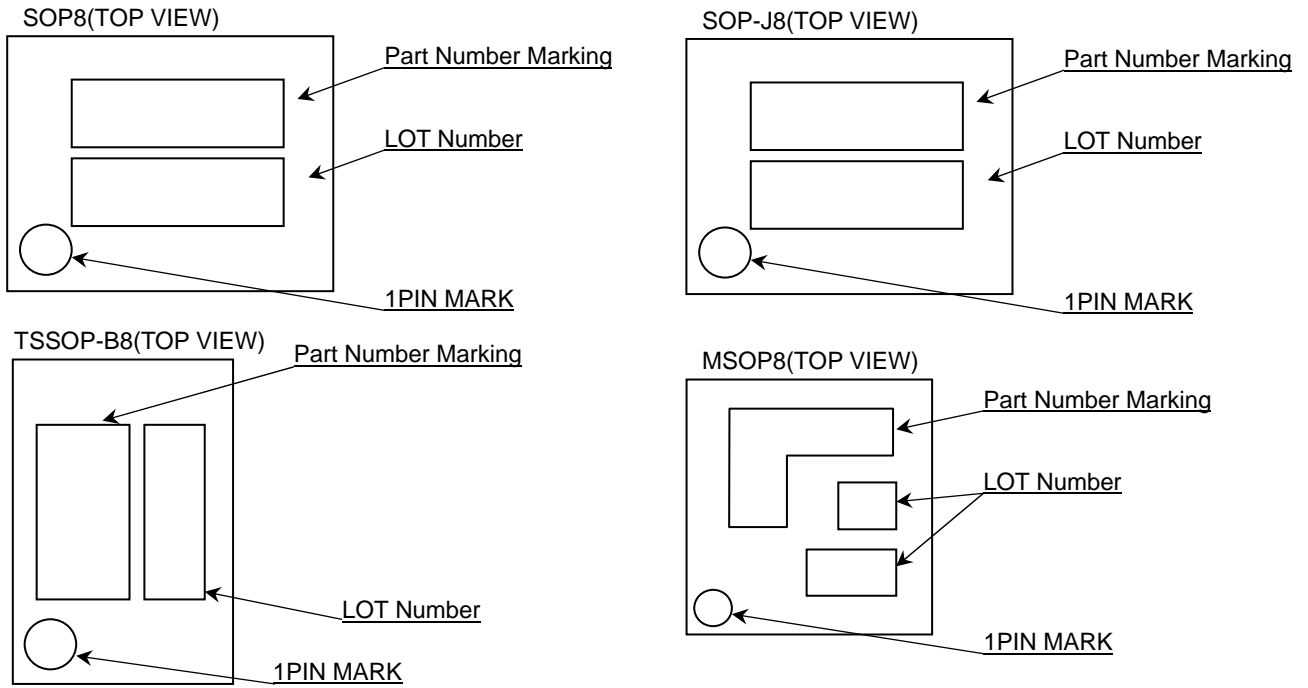 SOP8(TOP VIEW)
Part Number Marking
LOT Number
1PIN MARK
SOP-J8(TOP VIEW)
Part Number Marking
LOT Number
1PIN MARK
TSSOP-B8(TOP VIEW)
Part Number Marking
LOT Number
1PIN MARK
MSOP8(TOP VIEW)
Part Number Marking
LOT Number
1PIN MARK